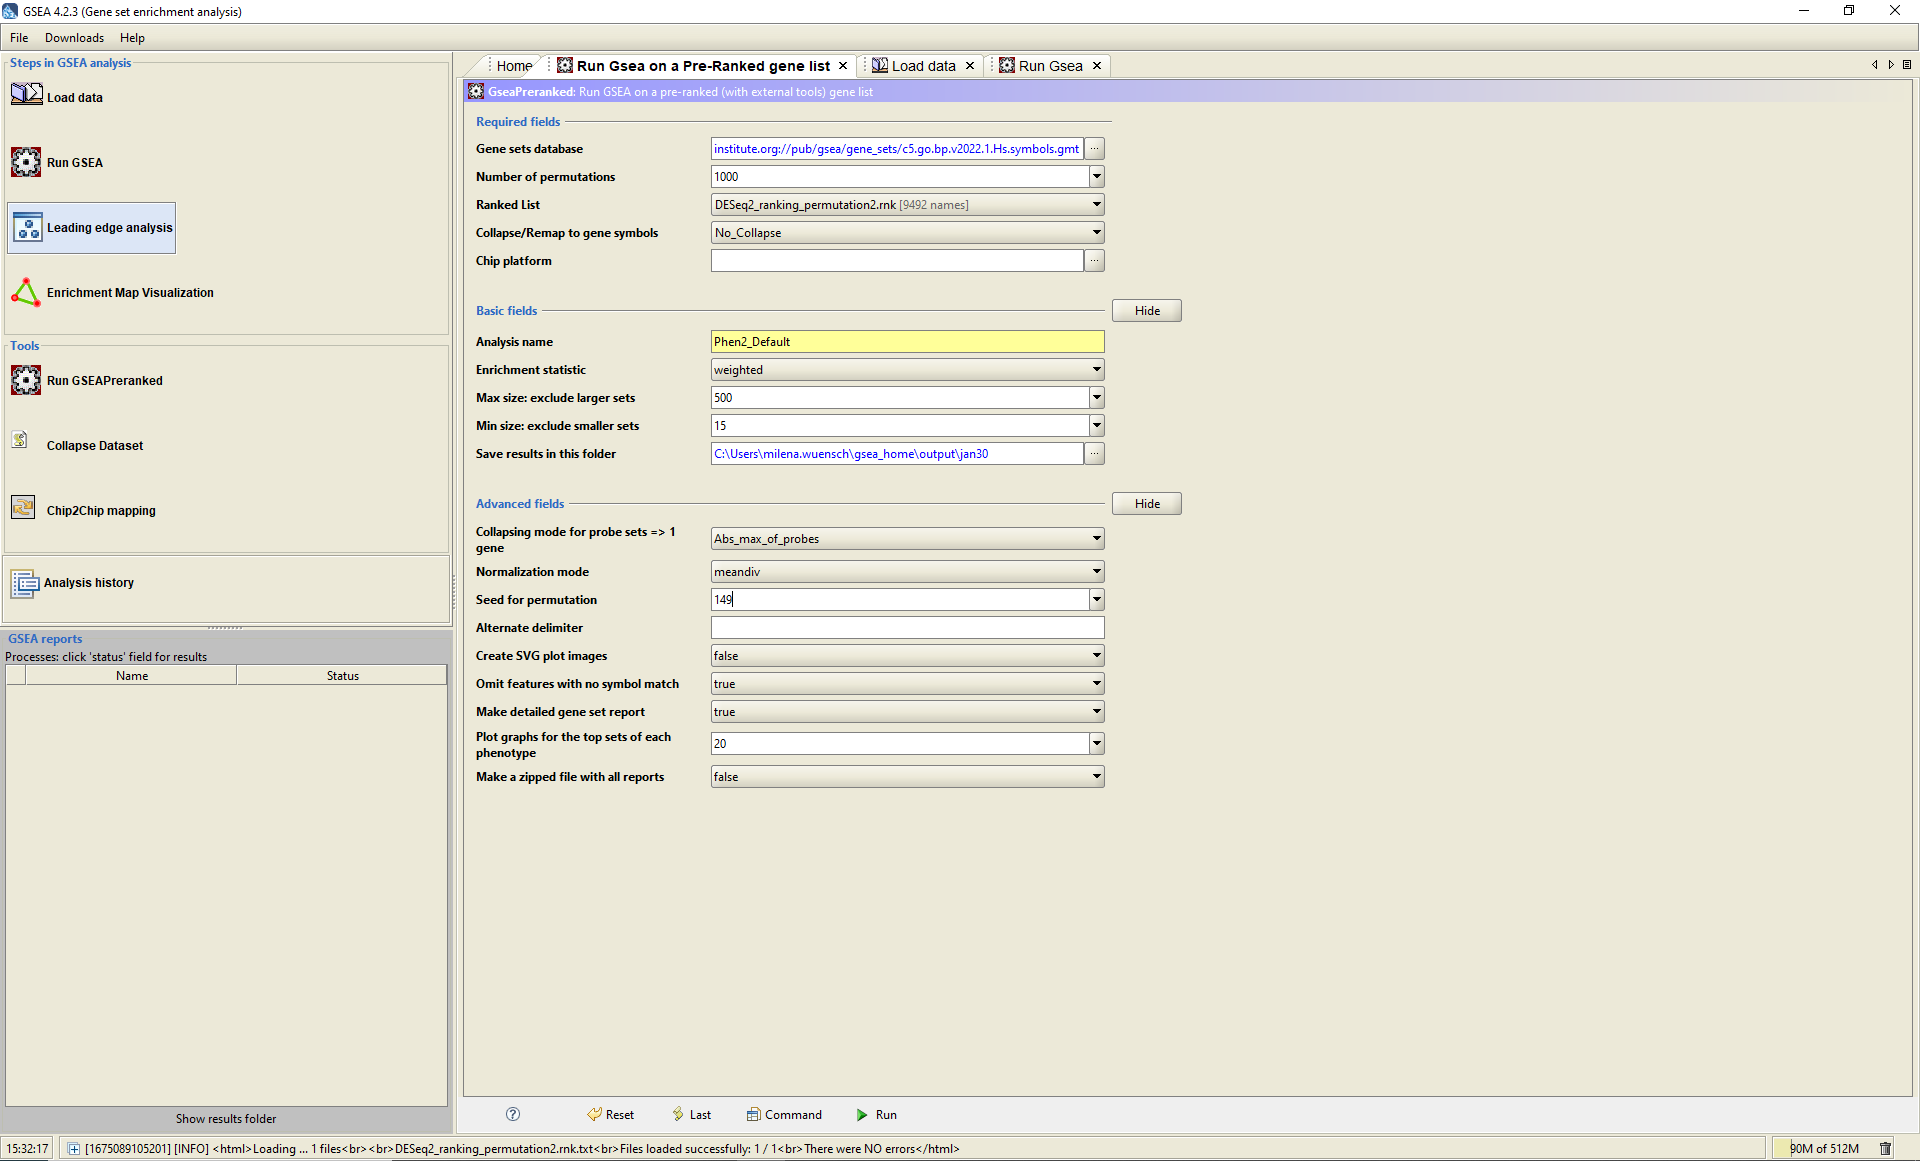 GSEA 4.2.3 (Gene set enrichment analysis)
File Downloads Help
Steps in GSEA analysis
Load data
Run GSEA
Leading edge analysis
Enrichment Map Visualization
Tools
Run GSEAPreranked
Collapse Dataset
Chip2Chip mapping
Analysis history
GSEA reports
Processes: click 'status' field for results
Name Status
Show results folder
Home Run Gsea on a Pre-Ranked gene list Load data Run Gsea
GseaPreranked: Run GSEA on a pre-ranked (with external tools) gene list
Required fields
Gene sets database institute.org://pub/gsea/gene_sets/c5.go.bp.v2022.1.Hs.symbols.gmt ...
Number of permutations 1000
Ranked List DESeq2_ranking_permutation2.rnk [9492 names]
Collapse/Remap to gene symbols No_Collapse
Chip platform ...
Basic fields Hide
Analysis name Phen2_Default
Enrichment statistic weighted
Max size: exclude larger sets 500
Min size: exclude smaller sets 15
Save results in this folder C:\Users\milena.wuensch\gsea_home\output\jan30 ...
Advanced fields Hide
Collapsing mode for probe sets => 1
gene Abs_max_of_probes
Normalization mode meandiv
Seed for permutation 149
Alternate delimiter
Create SVG plot images false
Omit features with no symbol match true
Make detailed gene set report true
Plot graphs for the top sets of each
phenotype 20
Make a zipped file with all reports false
? Reset Last Command Run
15:32:17 [1675089105201] [INFO] <html>Loading ... 1 files<br><br>DESeq2_ranking_permutation2.rnk.txt<br>Files loaded successfully: 1 / 1<br>There were NO errors</html> 90M of 512M